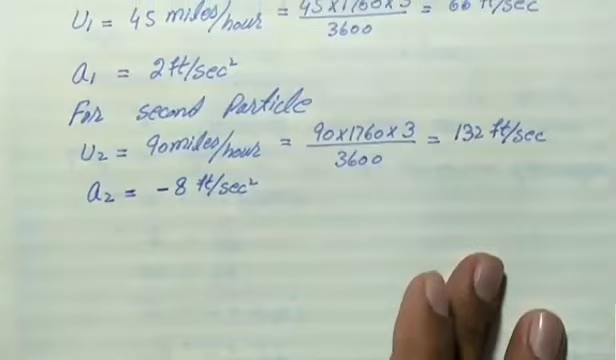 U₁ = 45 miles/hour = 45×1760×3 / 3600 = 66 ft/sec
a₁ = 2 ft/sec²
For second Particle
U₂ = 90 miles/hour = 90×1760×3 / 3600 = 132 ft/sec
a₂ = -8 ft/sec²